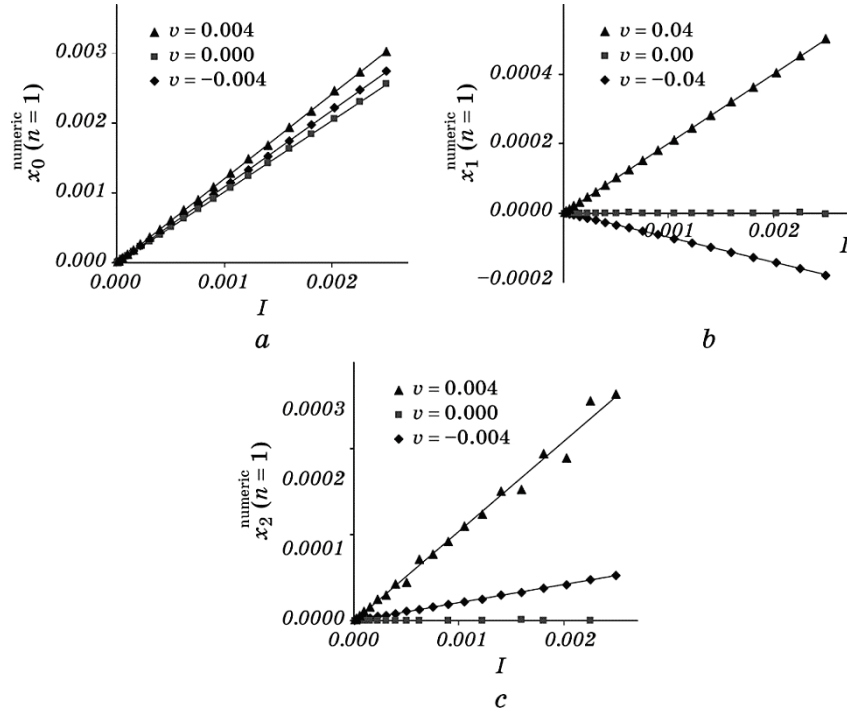 v = 0.004
v = 0.000
v = −0.004
0.003
0.002
0.001
0.000
x₀ numeric (n = 1)
0.000 0.001 0.002
I
a
v = 0.04
v = 0.00
v = −0.04
0.0004
0.0002
0.0000
−0.0002
x₁ numeric (n = 1)
0.001 0.002
I
b
v = 0.004
v = 0.000
v = −0.004
0.0003
0.0002
0.0001
0.0000
x₂ numeric (n = 1)
0.000 0.001 0.002
I
c